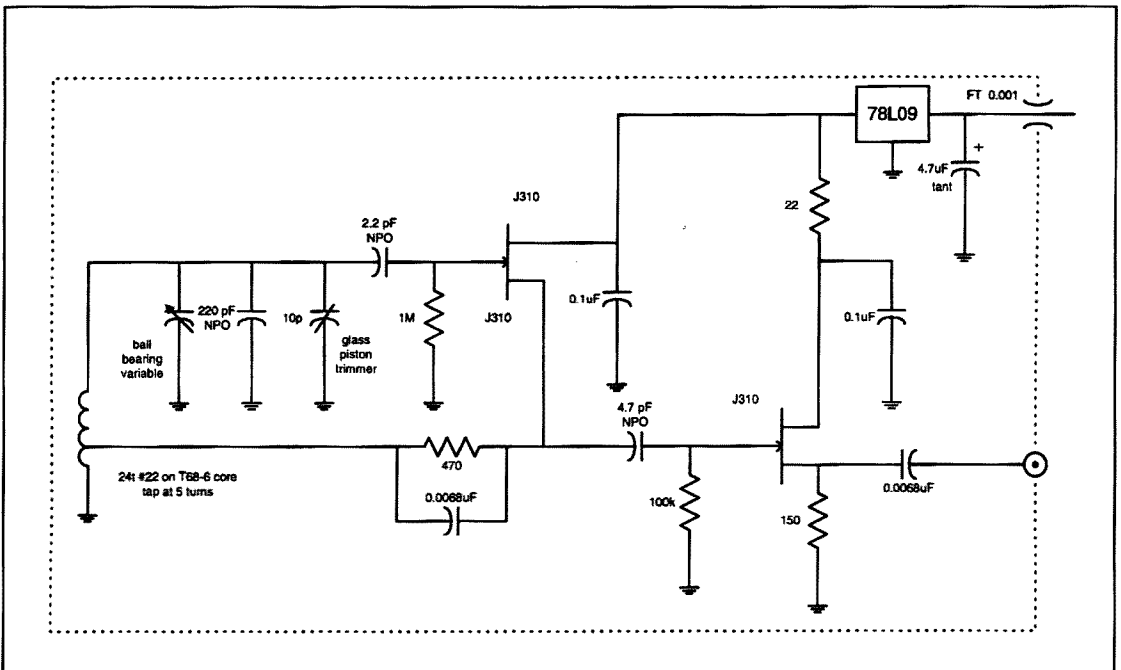 FT 0.001
78L09
+
4.7uF
tant
J310
22
2.2 pF
NPO
0.1uF
0.1uF
220 pF
NPO
10p
1M
J310
ball
bearing
variable
glass
piston
trimmer
4.7 pF
NPO
J310
470
24t #22 on T68-6 core
tap at 5 turns
0.0068uF
100k
150
0.0068uF